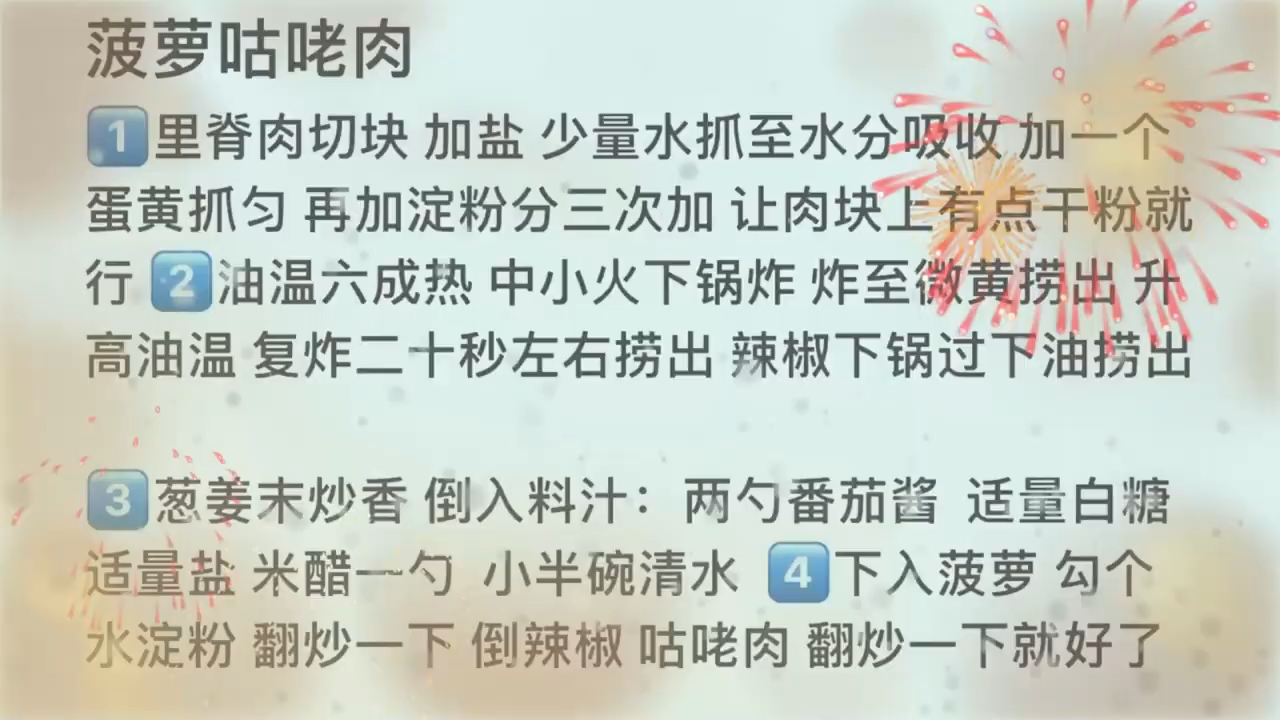 菠萝咕咾肉
1️⃣里脊肉切块 加盐 少量水抓至水分吸收 加一个
蛋黄抓匀 再加淀粉分三次加 让肉块上有点干粉就
行 2️⃣油温六成热 中小火下锅炸 炸至微黄捞出 升
高油温 复炸二十秒左右捞出 辣椒下锅过下油捞出
3️⃣葱姜末炒香 倒入料汁：两勺番茄酱 适量白糖
适量盐 米醋一勺 小半碗清水 4️⃣下入菠萝 勾个
水淀粉 翻炒一下 倒辣椒 咕咾肉 翻炒一下就好了